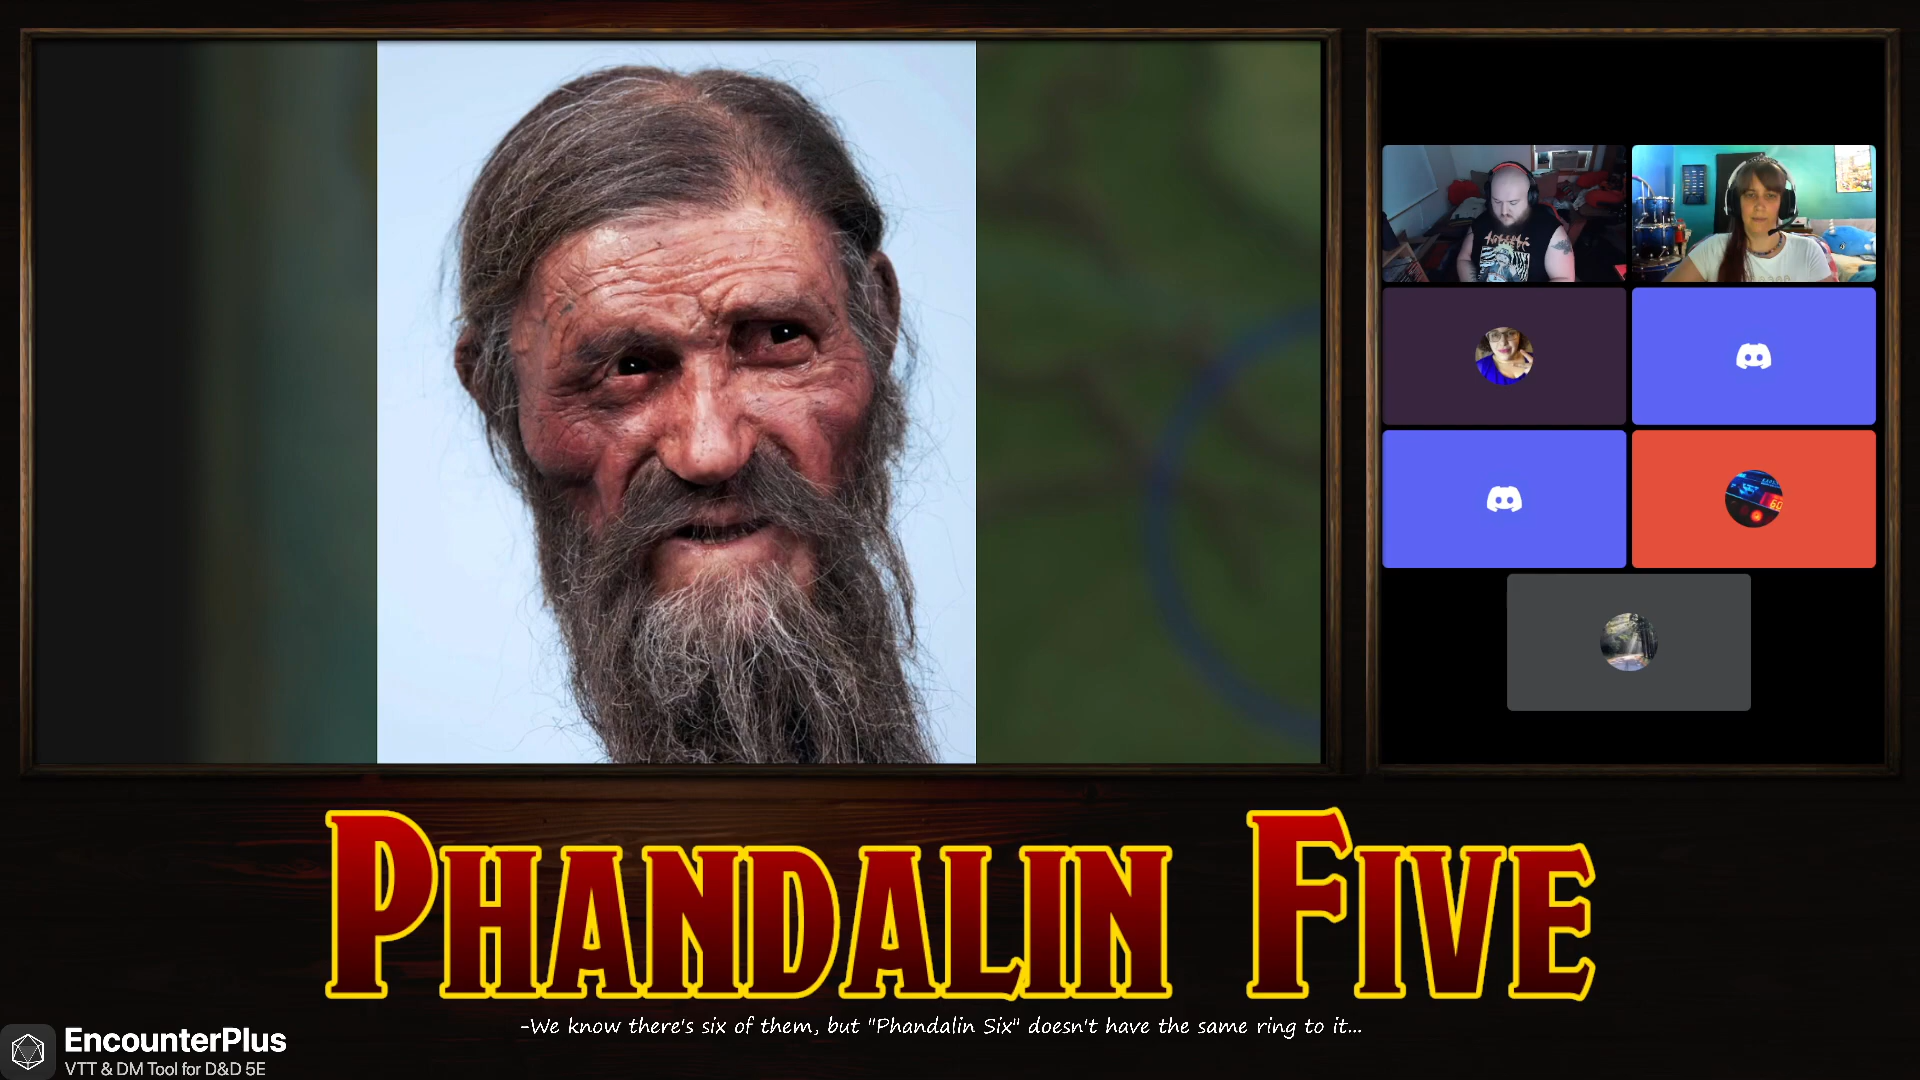 PHANDALIN FIVE
-We know there's six of them, but "Phandalin Six" doesn't have the same ring to it...
EncounterPlus
VTT & DM Tool for D&D 5E